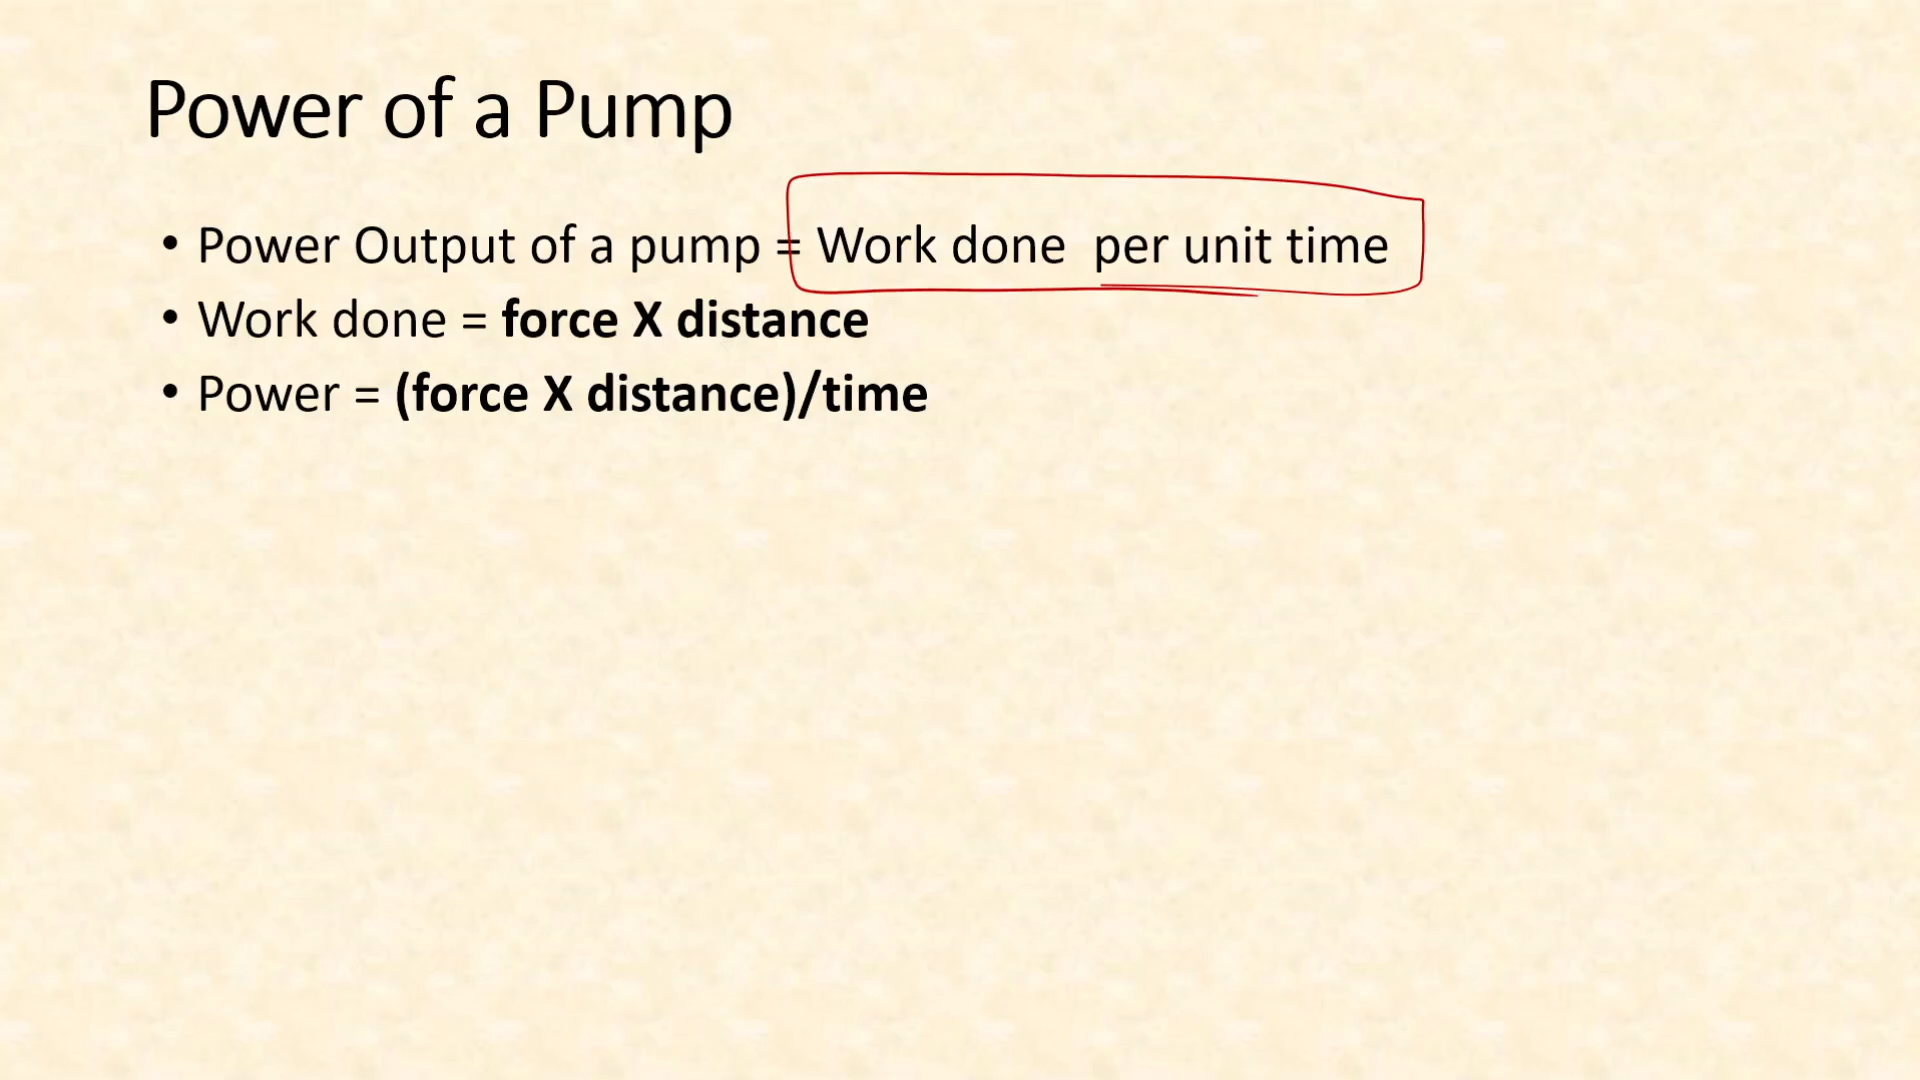 Power of a Pump
• Power Output of a pump = Work done  per unit time
• Work done = force X distance
• Power = (force X distance)/time